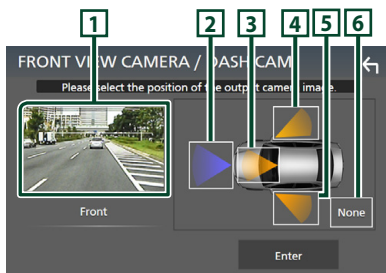 1 2 3 4 5 6
FRONT VIEW CAMERA / DASH CAM
Please select the position of the output camera image.
Front
None
Enter